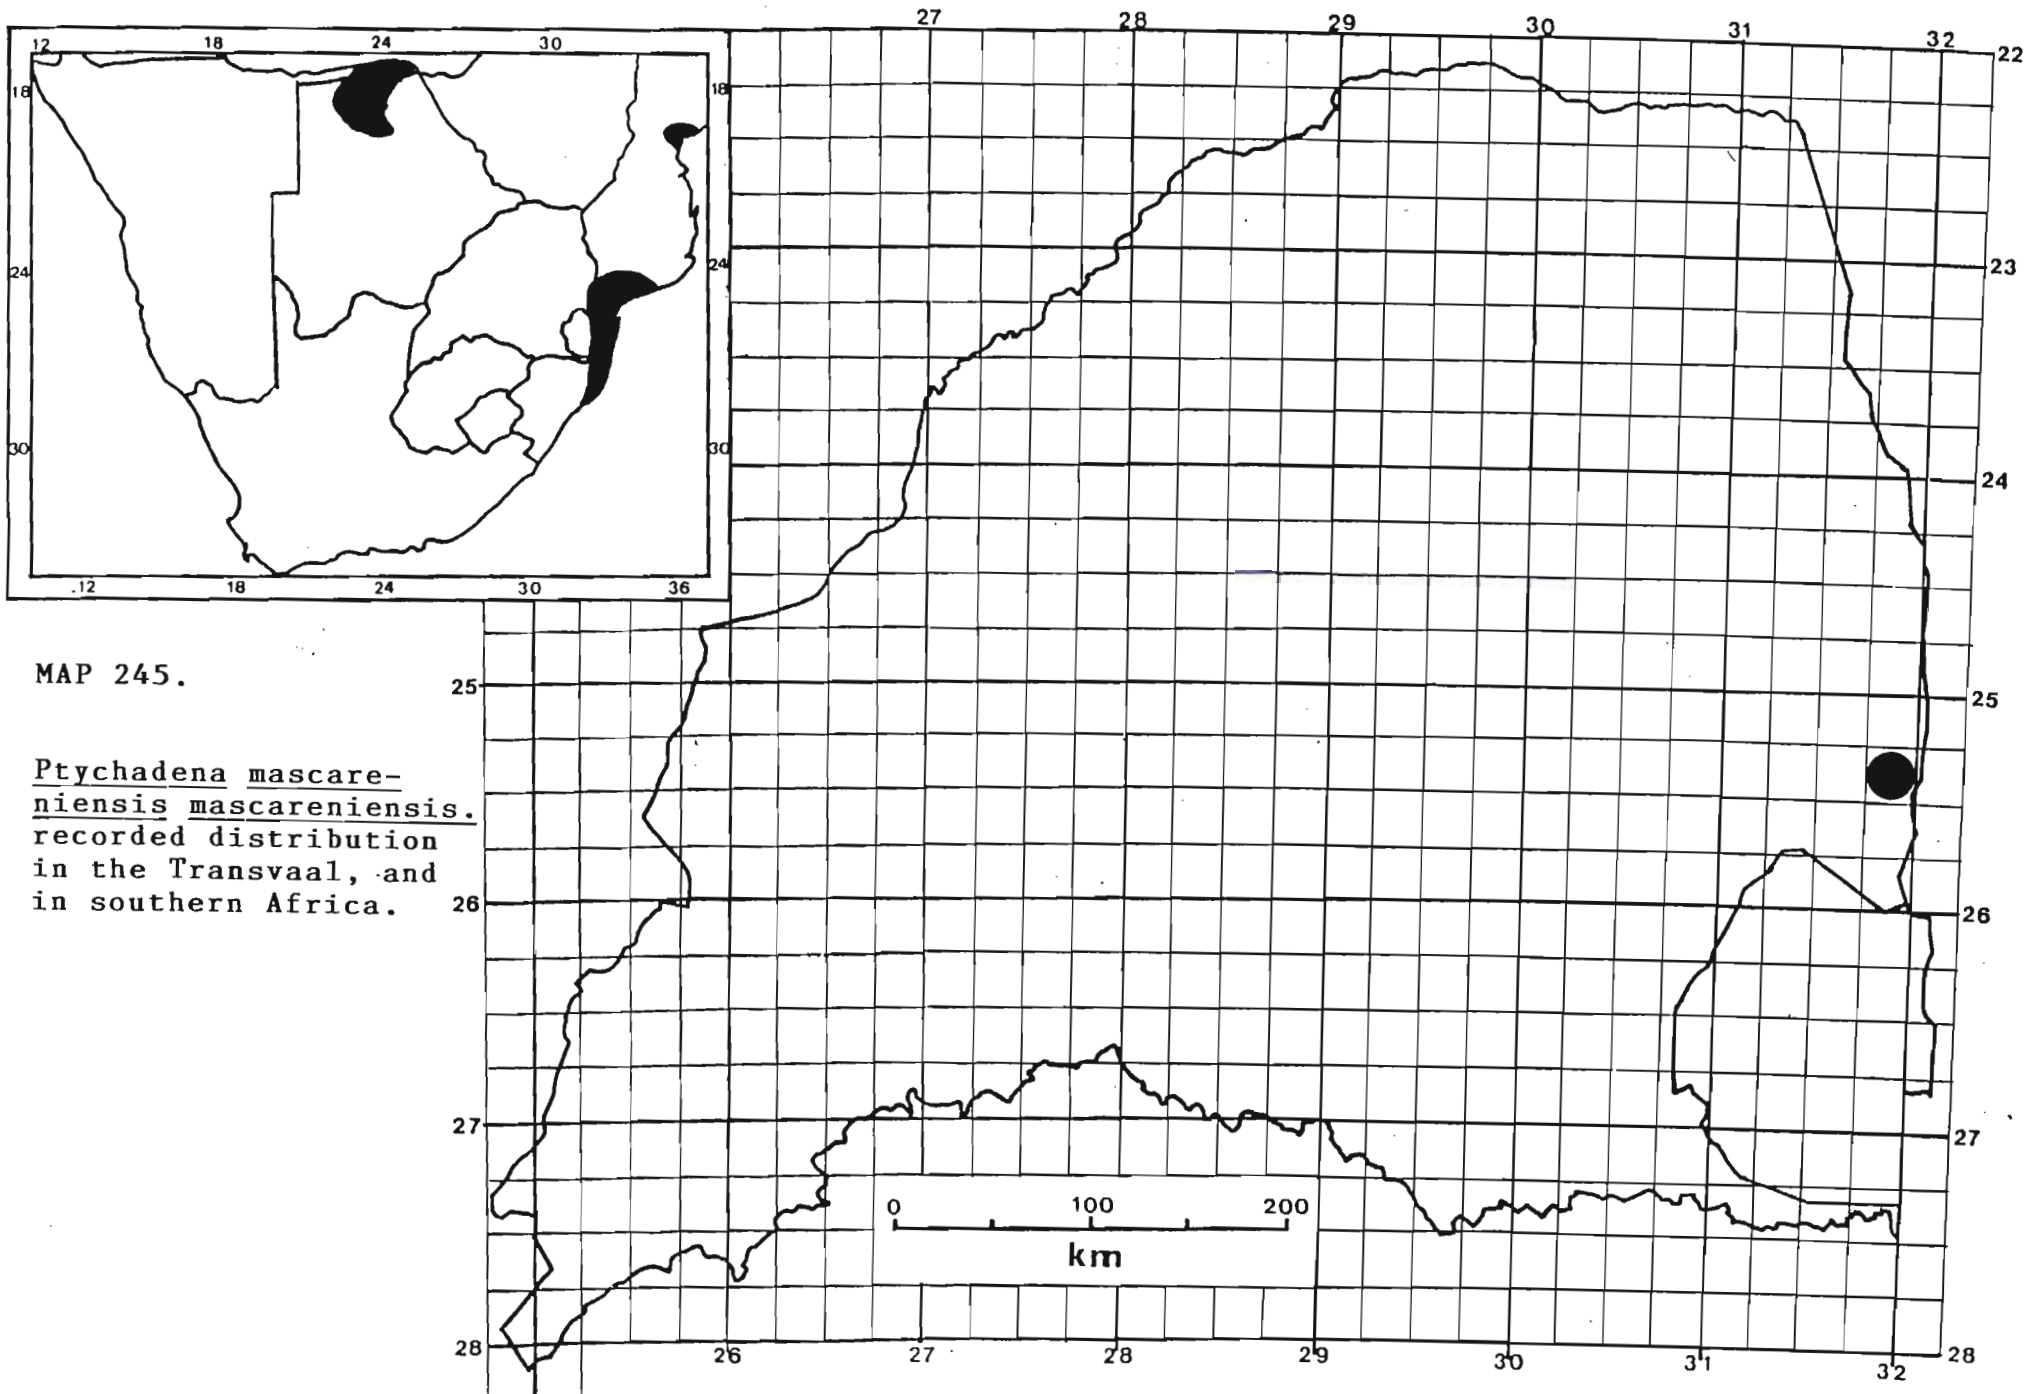 27 28 29 30 31 32
22
12 18 24 30
18 18
24 24
30 30
.12 18 24 30 36
23
24
MAP 245.
25 25
Ptychadena mascare-
niensis mascareniensis.
recorded distribution
in the Transvaal, and
in southern Africa.
26 26
27 27
0 100 200
km
28 28
26 27 28 29 30 31 32